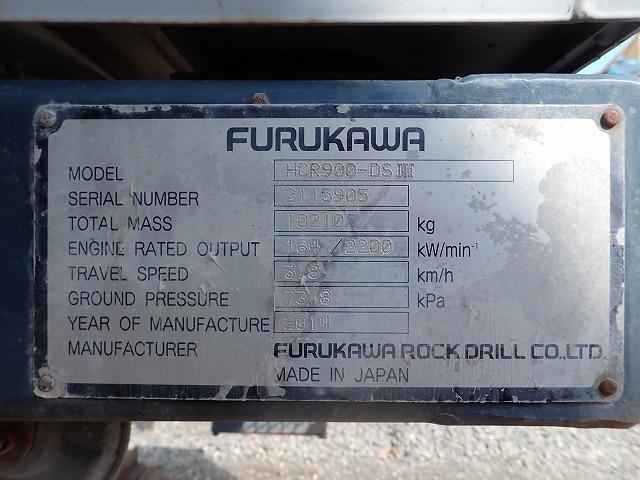 FURUKAWA
MODEL HCR900-DSIII
SERIAL NUMBER 2115905
TOTAL MASS 10210 kg
ENGINE RATED OUTPUT 164 /2200 kW/min⁻¹
TRAVEL SPEED 3.8 km/h
GROUND PRESSURE 73.8 kPa
YEAR OF MANUFACTURE 2014
MANUFACTURER FURUKAWA ROCK DRILL CO.,LTD.
MADE IN JAPAN